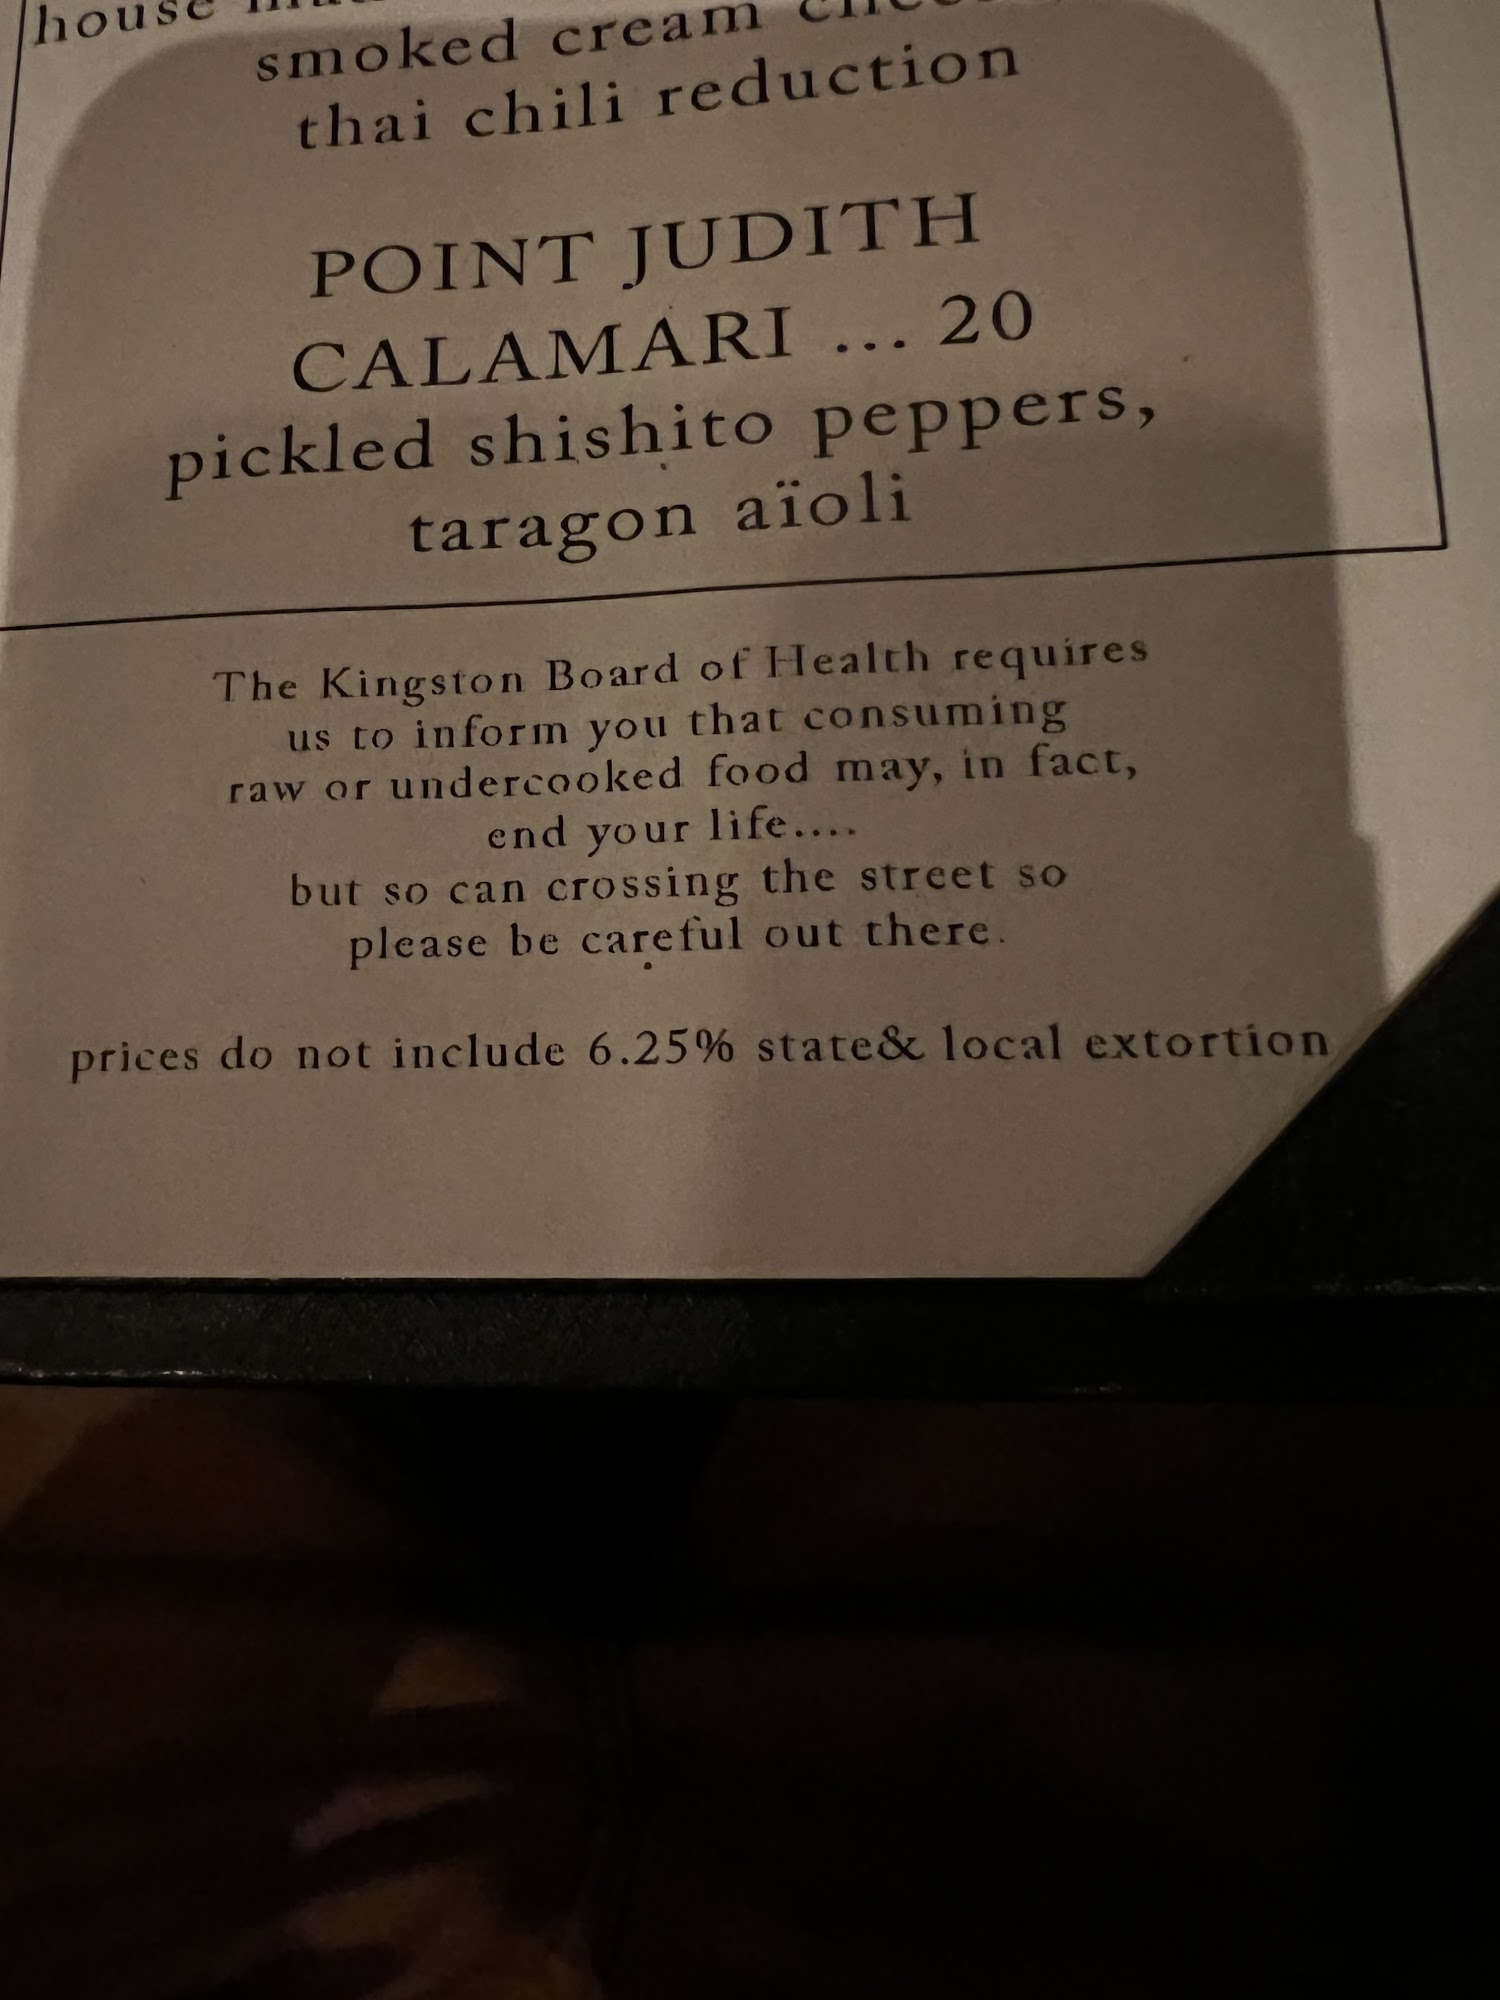 house
smoked cream
thai chili reduction
POINT JUDITH
CALAMARI ... 20
pickled shishito peppers,
taragon aïoli
The Kingston Board of Health requires
us to inform you that consuming
raw or undercooked food may, in fact,
end your life....
but so can crossing the street so
please be careful out there.
prices do not include 6.25% state& local extortion